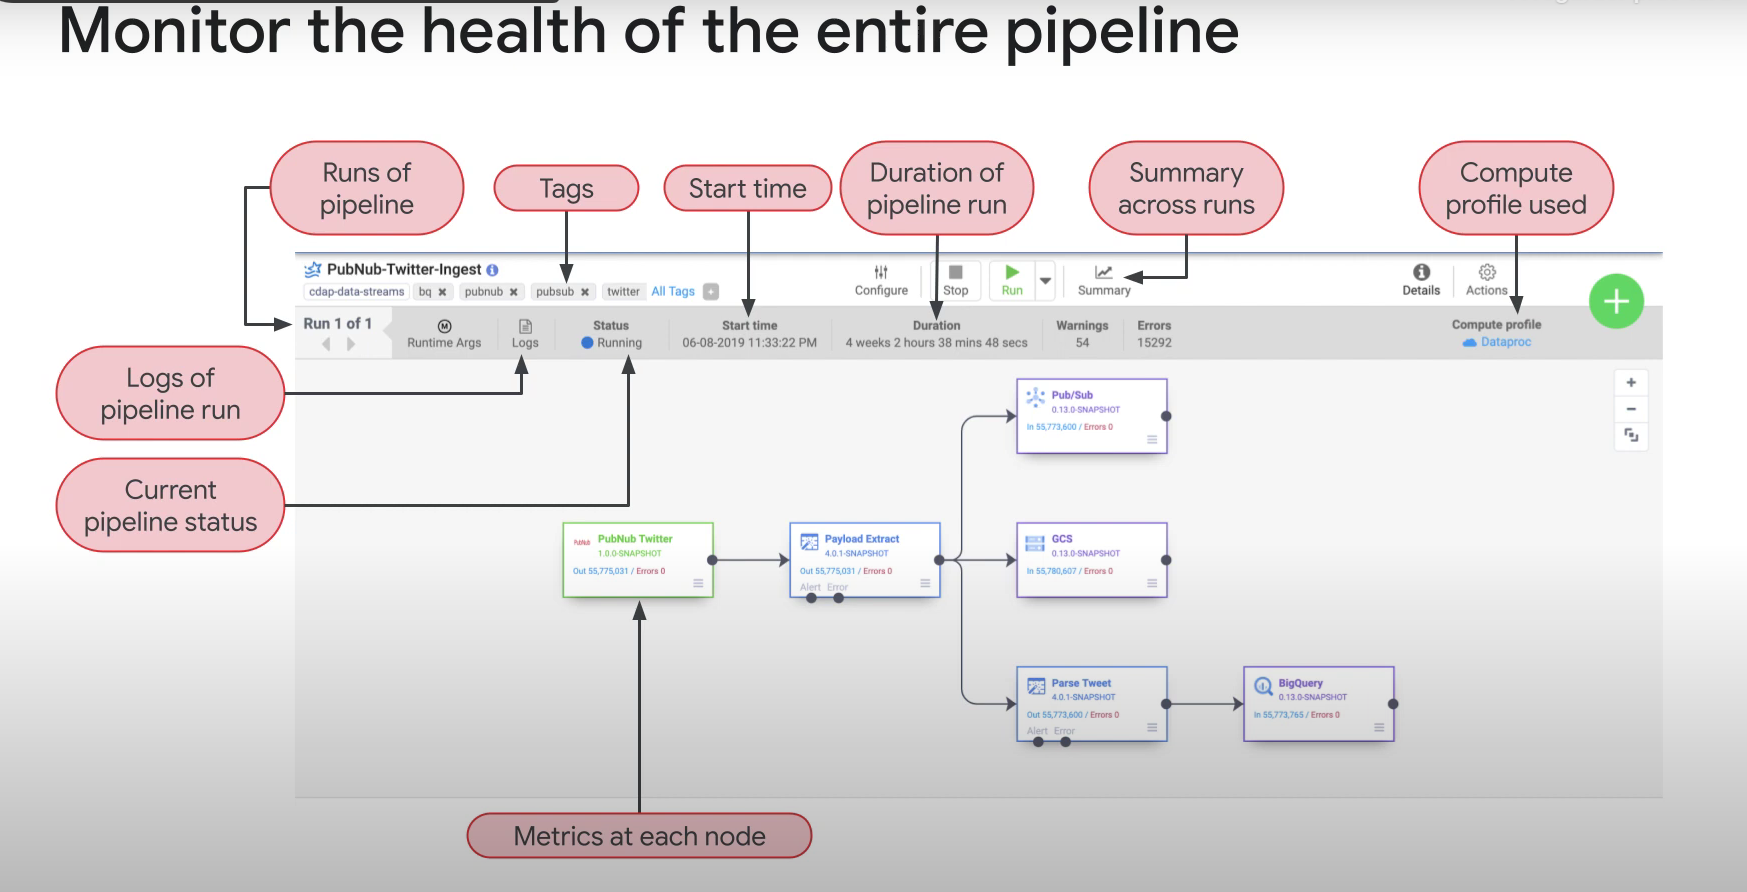 Monitor the health of the entire pipeline
Runs of
pipeline
Tags
Start time
Duration of
pipeline run
Summary
across runs
Compute
profile used
PubNub-Twitter-Ingest
cdap-data-streams bq pubnub pubsub twitter All Tags
Configure
Stop
Run
Summary
Details
Actions
Run 1 of 1
Runtime Args
Logs
Status
Running
Start time
06-08-2019 11:33:22 PM
Duration
4 weeks 2 hours 38 mins 48 secs
Warnings
54
Errors
15292
Compute profile
Dataproc
Logs of
pipeline run
Current
pipeline status
Pub/Sub
0.13.0-SNAPSHOT
In 55,773,600 / Errors 0
PubNub
PubNub Twitter
1.0.0-SNAPSHOT
Out 55,775,031 / Errors 0
Payload Extract
4.0.1-SNAPSHOT
Out 55,775,031 / Errors 0
Alert Error
GCS
0.13.0-SNAPSHOT
In 55,780,607 / Errors 0
Parse Tweet
4.0.1-SNAPSHOT
Out 55,773,600 / Errors 0
Alert Error
BigQuery
0.13.0-SNAPSHOT
In 55,773,765 / Errors 0
Metrics at each node